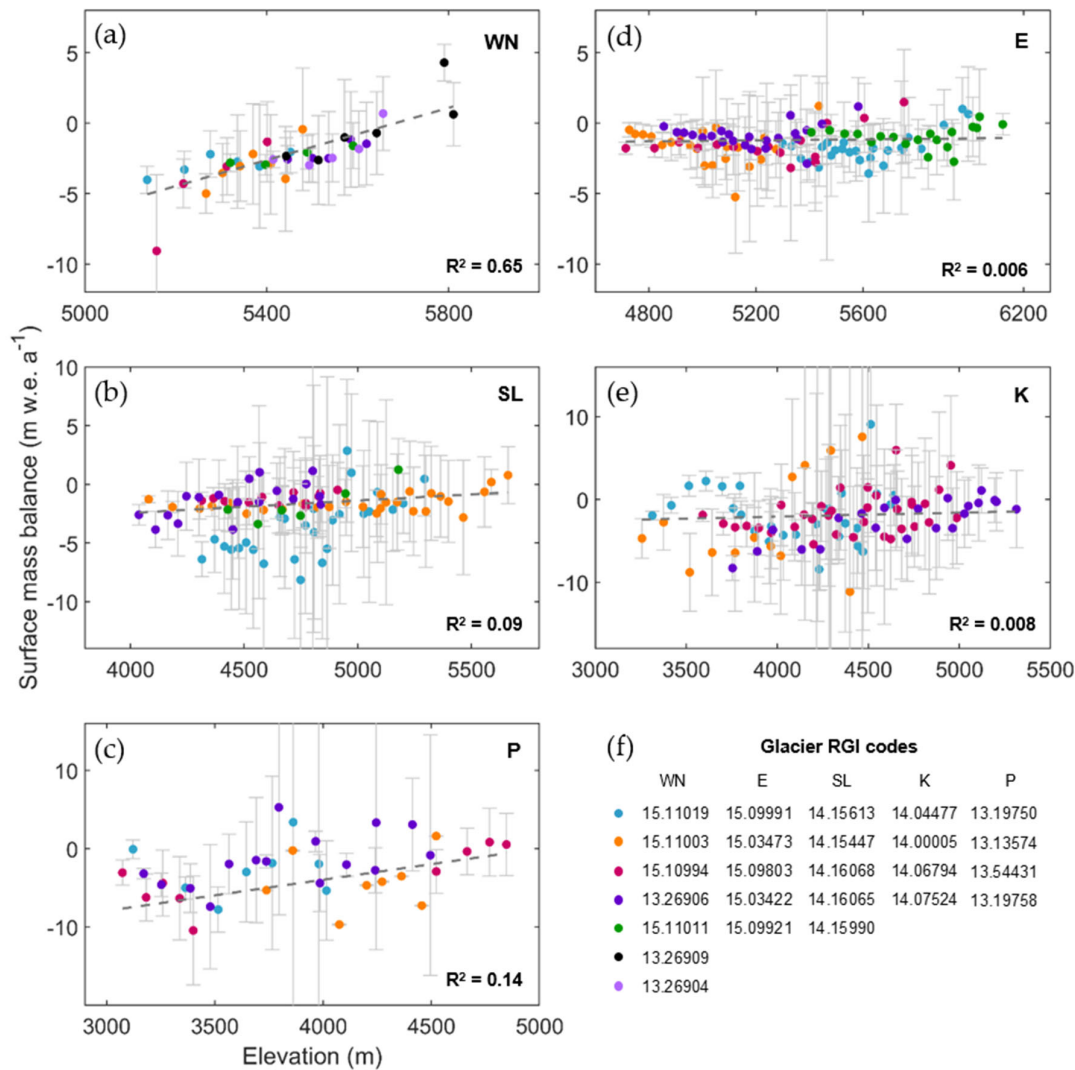 Surface mass balance (m w.e. a⁻¹)
(a) WN
5
0
-5
-10
R² = 0.65
5000 5400 5800
(d) E
5
0
-5
-10
R² = 0.006
4800 5200 5600 6200
(b) SL
10
5
0
-5
-10
R² = 0.09
4000 4500 5000 5500
(e) K
10
0
-10
R² = 0.008
3000 3500 4000 4500 5000 5500
(c) P
10
0
-10
R² = 0.14
3000 3500 4000 4500 5000
Elevation (m)
(f) Glacier RGI codes
WN E SL K P
15.11019 15.09991 14.15613 14.04477 13.19750
15.11003 15.03473 14.15447 14.00005 13.13574
15.10994 15.09803 14.16068 14.06794 13.54431
13.26906 15.03422 14.16065 14.07524 13.19758
15.11011 15.09921 14.15990
13.26909
13.26904